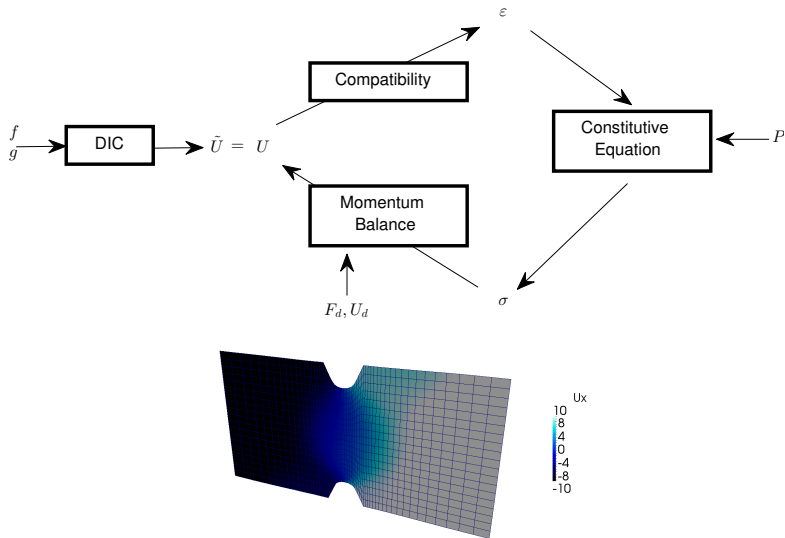 ε
Compatibility
f
g
DIC
Ũ = U
Constitutive
Equation
P
Momentum
Balance
F_d, U_d
σ
Ux
10
8
4
0
-4
-8
-10